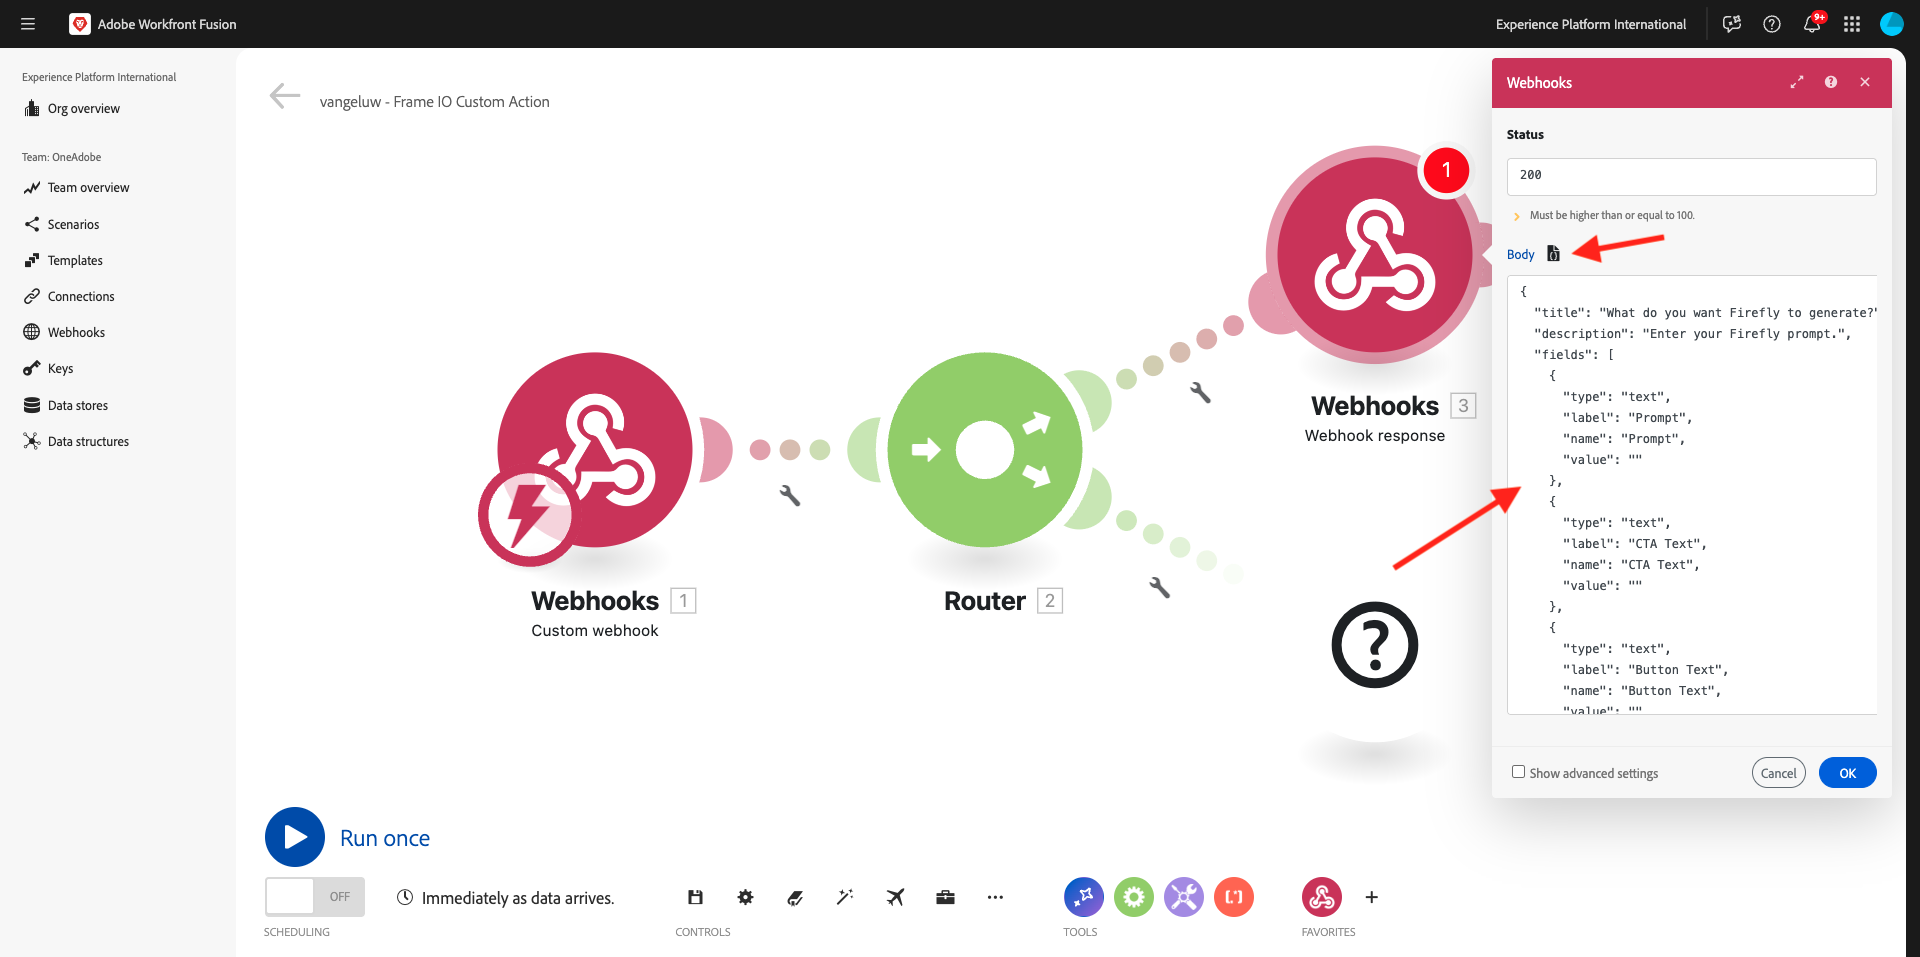 Adobe Workfront Fusion
Experience Platform International
9+
Experience Platform International
Org overview
Team: OneAdobe
Team overview
Scenarios
Templates
Connections
Webhooks
Keys
Data stores
Data structures
vangeluw - Frame IO Custom Action
1
Webhooks 3
Webhook response
Webhooks 1
Custom webhook
Router 2
?
Run once
OFF
Immediately as data arrives.
SCHEDULING
CONTROLS
TOOLS
FAVORITES
Webhooks
Status
200
Must be higher than or equal to 100.
Body
{
"title": "What do you want Firefly to generate?"
"description": "Enter your Firefly prompt.",
"fields": [
{
"type": "text",
"label": "Prompt",
"name": "Prompt",
"value": ""
},
{
"type": "text",
"label": "CTA Text",
"name": "CTA Text",
"value": ""
},
{
"type": "text",
"label": "Button Text",
"name": "Button Text",
"value": ""
Show advanced settings
Cancel
OK